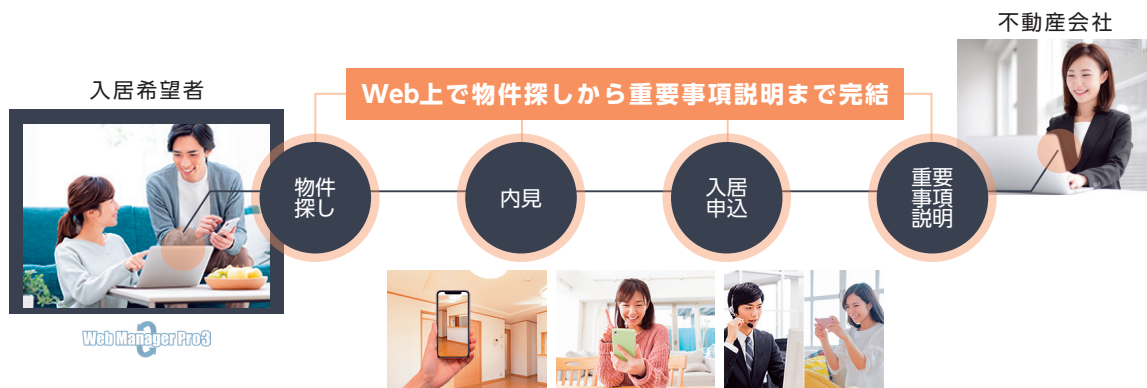 不動産会社
入居希望者
Web上で物件探しから重要事項説明まで完結
物件
探し
内見
入居
申込
重要
事項
説明
Web Manager Pro3